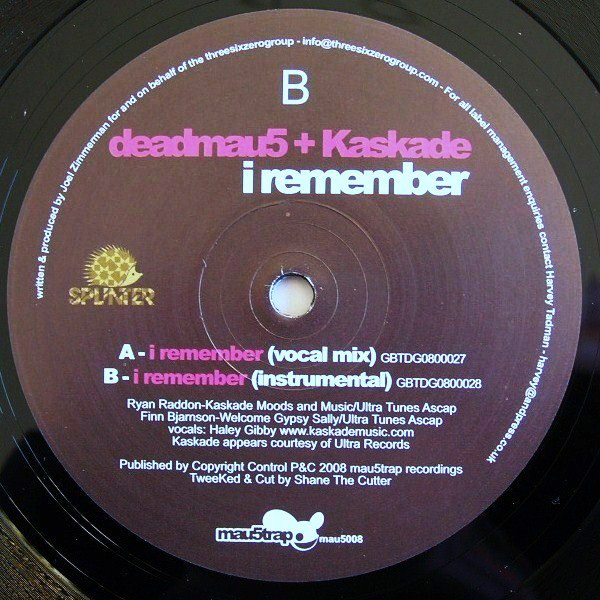 written & produced by Joel Zimmerman for and on behalf of the threesixzerogroup - info@threesixzerogroup.com - For all label management enquiries contact Harvey Tadman - harvey@andpress.co.uk
B
deadmau5 + Kaskade
i remember
SPLINTER
A - i remember (vocal mix) GBTDG0800027
B - i remember (instrumental) GBTDG0800028
Ryan Raddon-Kaskade Moods and Music/Ultra Tunes Ascap
Finn Bjarnson-Welcome Gypsy Sally/Ultra Tunes Ascap
vocals: Haley Gibby www.kaskademusic.com
Kaskade appears courtesy of Ultra Records
Published by Copyright Control P&C 2008 mau5trap recordings
TweeKed & Cut by Shane The Cutter
mau5trap mau5008